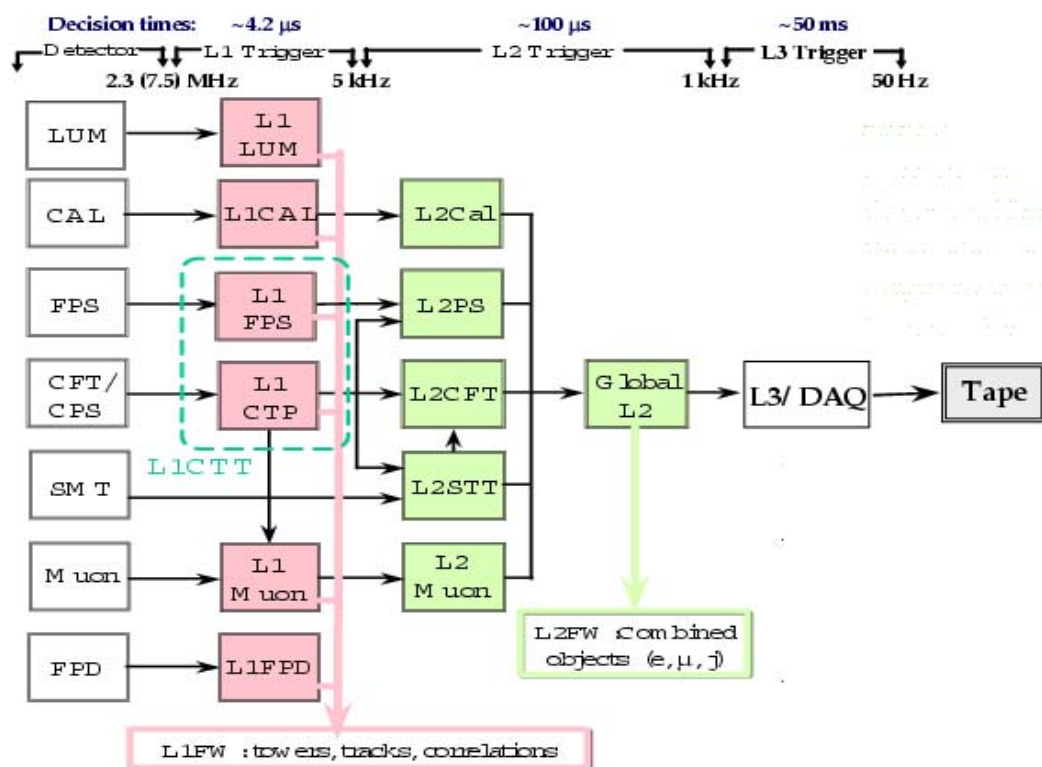 Decision times: ~4.2 μs ~100 μs ~50 ms
Detector L1 Trigger L2 Trigger L3 Trigger
2.3 (7.5) MHz 5 kHz 1 kHz 50 Hz
LUM
L1
LUM
CAL
L1CAL
L2Cal
FPS
L1
FPS
L2PS
CFT/
CPS
L1
CTP
L2CFT
Global
L2
L3/ DAQ
Tape
L1CTT
SMT
L2STT
Muon
L1
Muon
L2
Muon
L2FW :Combined
objects (e, μ, j)
FPD
L1FPD
L1FW : towers, tracks, correlations